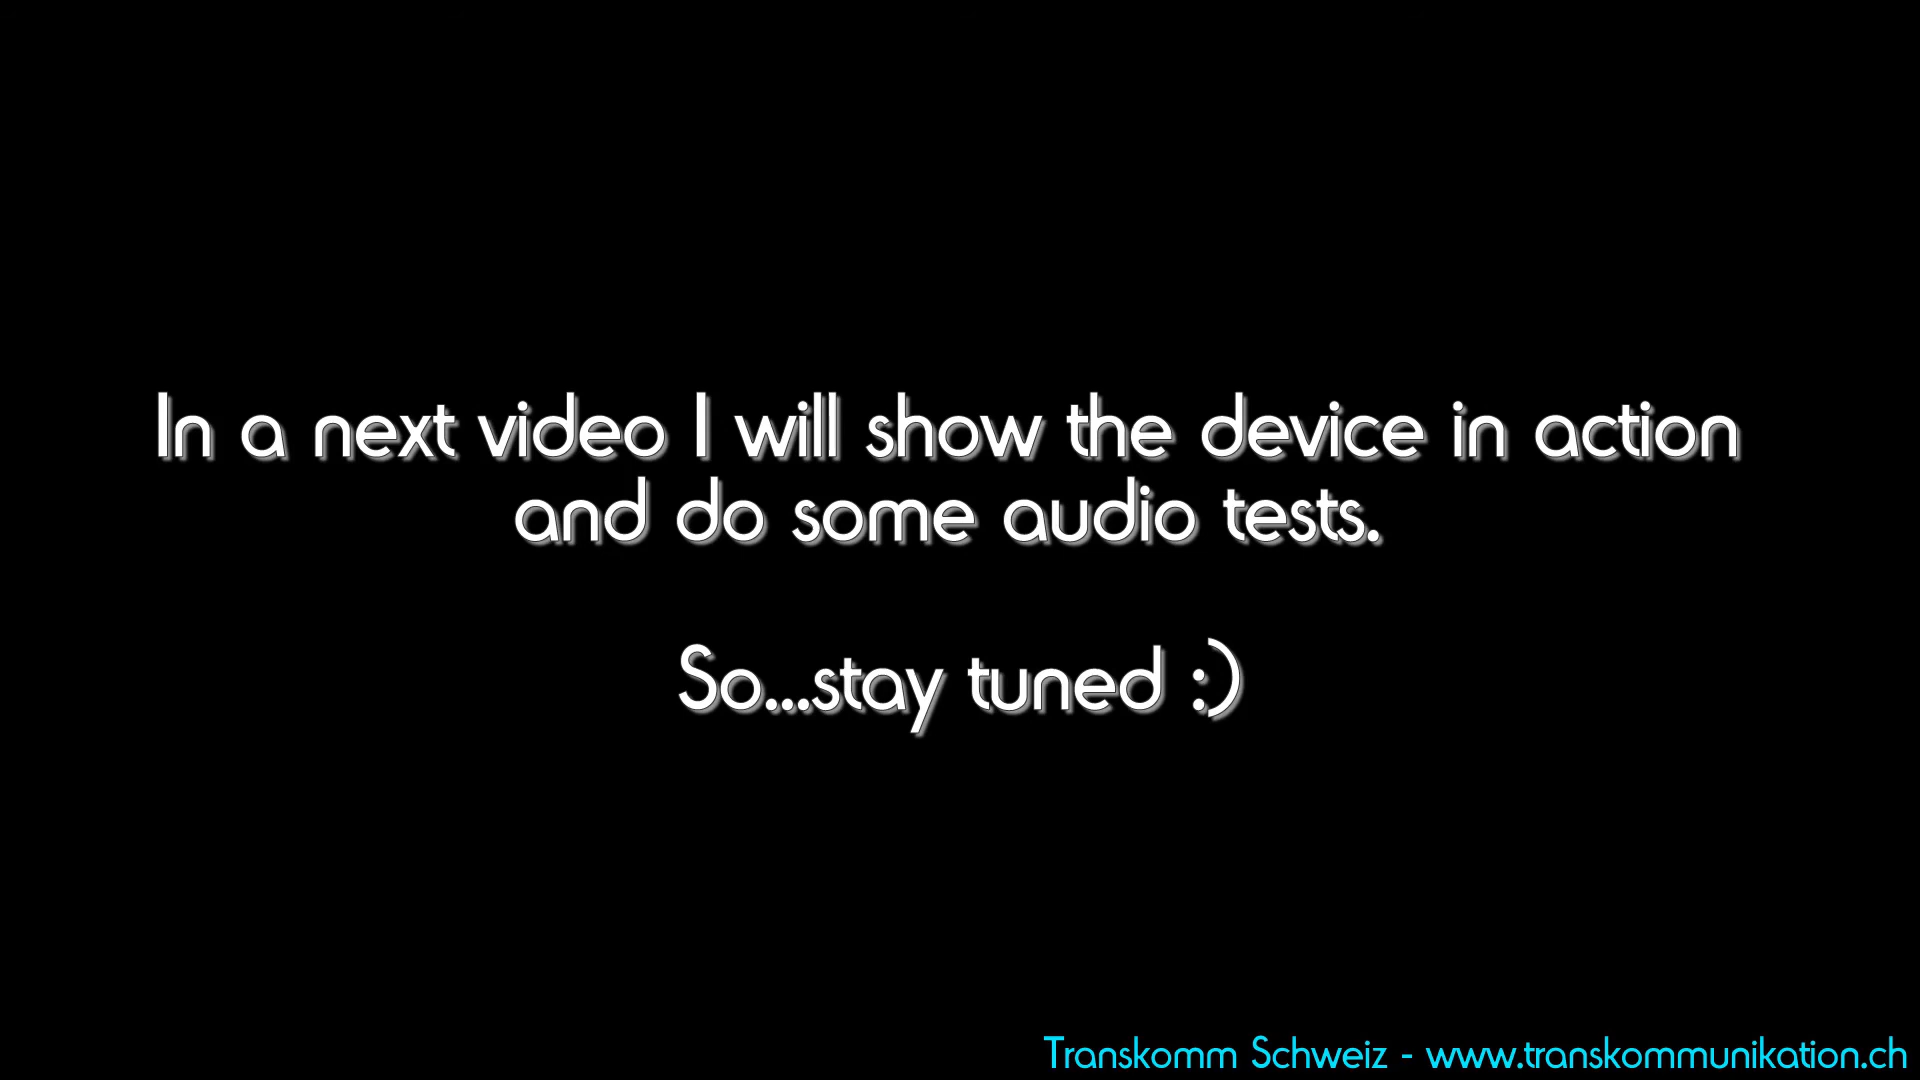 In a next video I will show the device in action
and do some audio tests.
So...stay tuned :)
Transkomm Schweiz - www.transkommunikation.ch